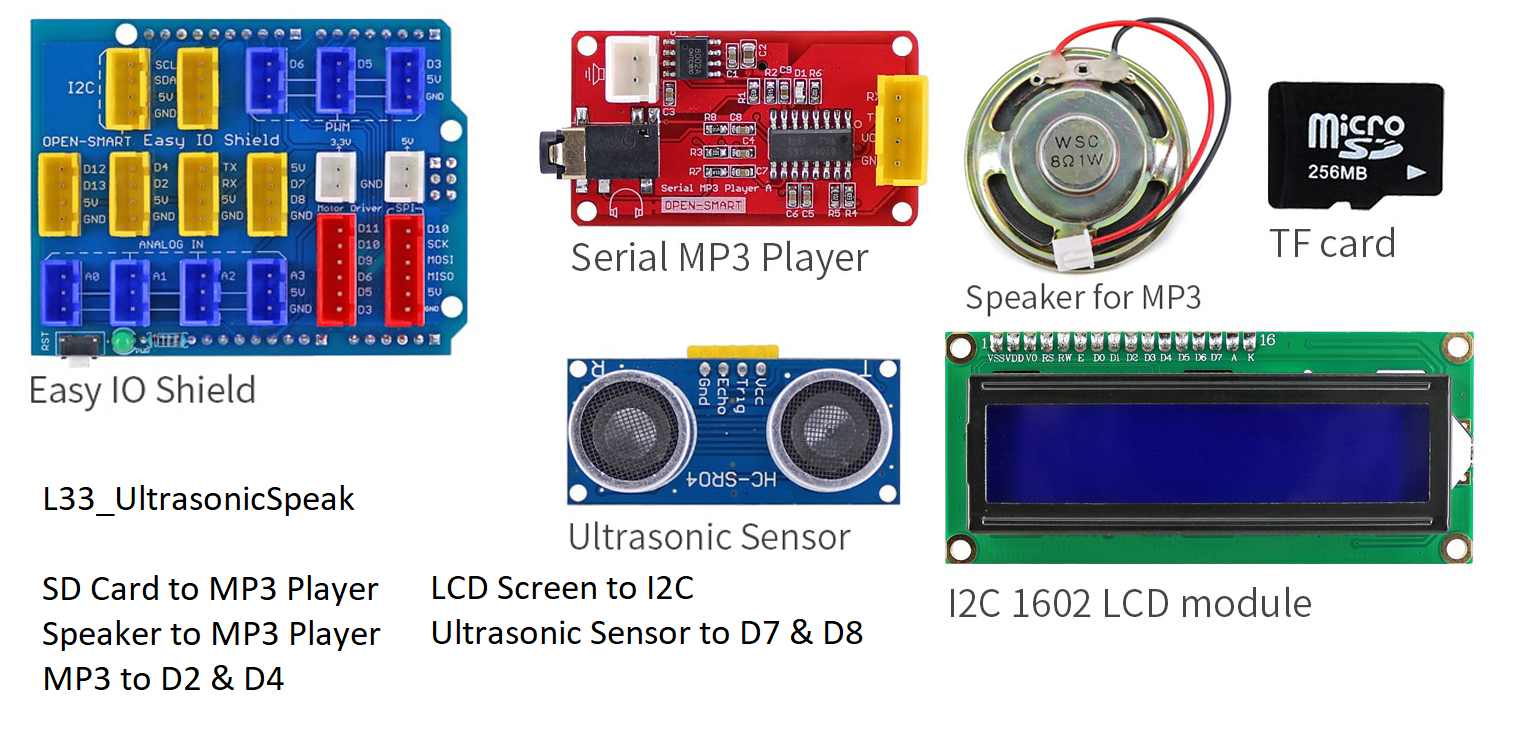 I2C
SCL
SDA
5V
GND
D6
D5
D3
5V
GND
PWM
OPEN-SMART Easy IO Shield
3.3V
5V
D12
D13
5V
GND
D4
D2
5V
GND
TX
RX
5V
GND
5V
D7
D8
GND
GND
Motor Driver
SPI
ANALOG IN
A0
A1
A2
A3
5V
GND
D11
D10
D9
D6
D5
D3
D10
SCK
MOSI
MISO
5V
GND
RST
PWR
Easy IO Shield
8002A
C1
C2
C3
R1
R2
C9
D1
R6
R8
C8
R3
C4
R7
C7
Serial MP3 Player A
OPEN-SMART
C6
C5
R5
R4
GND
Serial MP3 Player
WSC
8Ω1W
Speaker for MP3
Micro
SD
256MB
TF card
R
T
Gnd
Echo
Trig
Vcc
HC-SR04
Ultrasonic Sensor
1
16
VSS VDD VO RS RW E D0 D1 D2 D3 D4 D5 D6 D7 A K
I2C 1602 LCD module
L33_UltrasonicSpeak
SD Card to MP3 Player
Speaker to MP3 Player
MP3 to D2 & D4
LCD Screen to I2C
Ultrasonic Sensor to D7 & D8